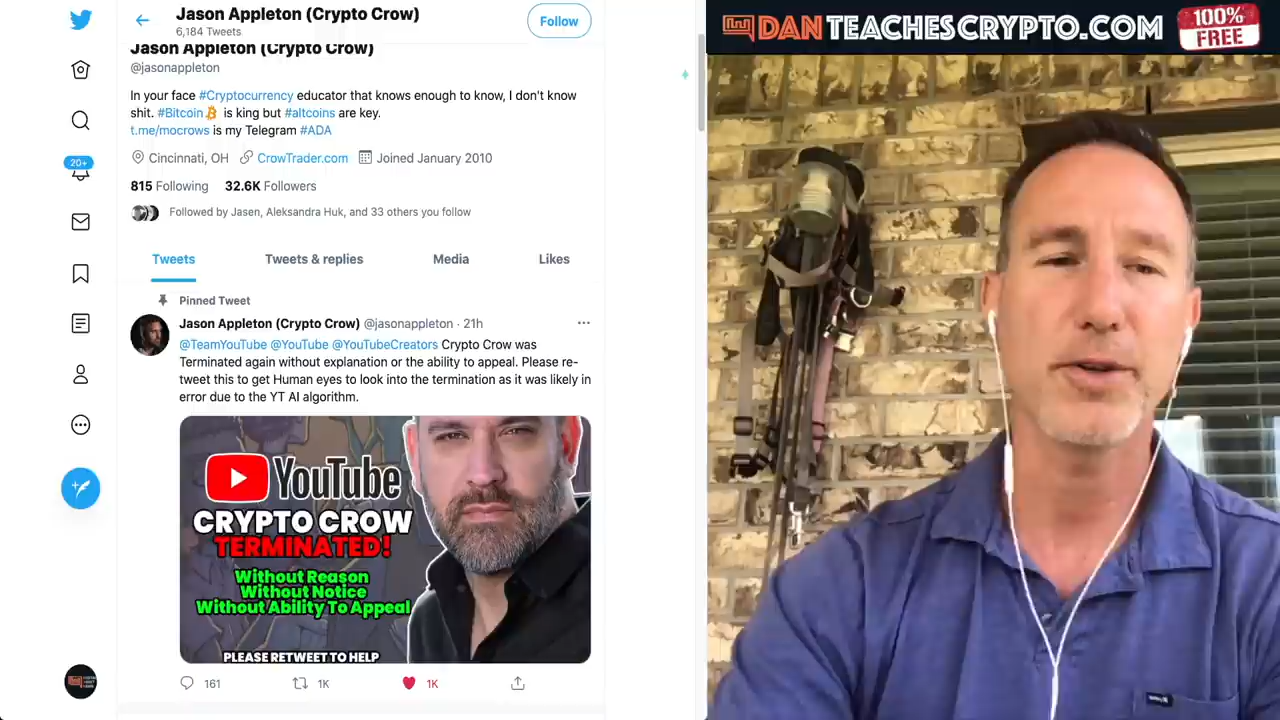 Jason Appleton (Crypto Crow)
6,184 Tweets
Follow
Jason Appleton (Crypto Crow)
@jasonappleton
In your face #Cryptocurrency educator that knows enough to know, I don't know
shit. #Bitcoin is king but #altcoins are key.
t.me/mocrows is my Telegram #ADA
Cincinnati, OH CrowTrader.com Joined January 2010
815 Following 32.6K Followers
Followed by Jasen, Aleksandra Huk, and 33 others you follow
Tweets Tweets & replies Media Likes
Pinned Tweet
Jason Appleton (Crypto Crow) @jasonappleton · 21h
@TeamYouTube @YouTube @YouTubeCreators Crypto Crow was
Terminated again without explanation or the ability to appeal. Please re-
tweet this to get Human eyes to look into the termination as it was likely in
error due to the YT AI algorithm.
YouTube
CRYPTO CROW
TERMINATED!
Without Reason
Without Notice
Without Ability To Appeal
PLEASE RETWEET TO HELP
161 1K 1K
20+
DANTEACHESCRYPTO.COM
100%
FREE